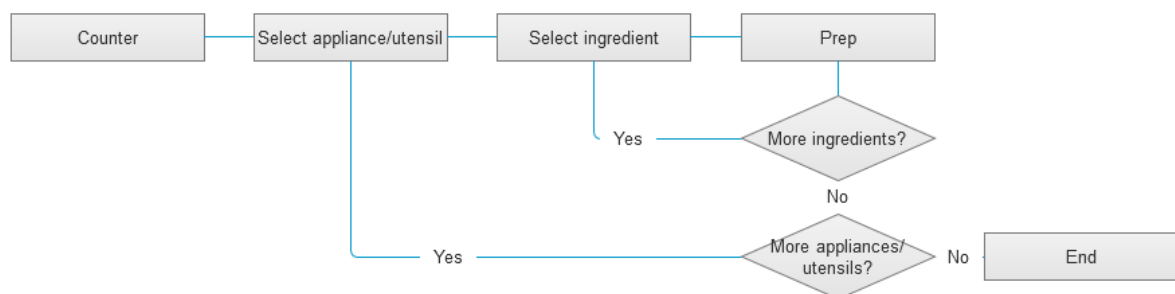 Counter
Select appliance/utensil
Select ingredient
Prep
Yes
More ingredients?
No
Yes
More appliances/
utensils?
No
End